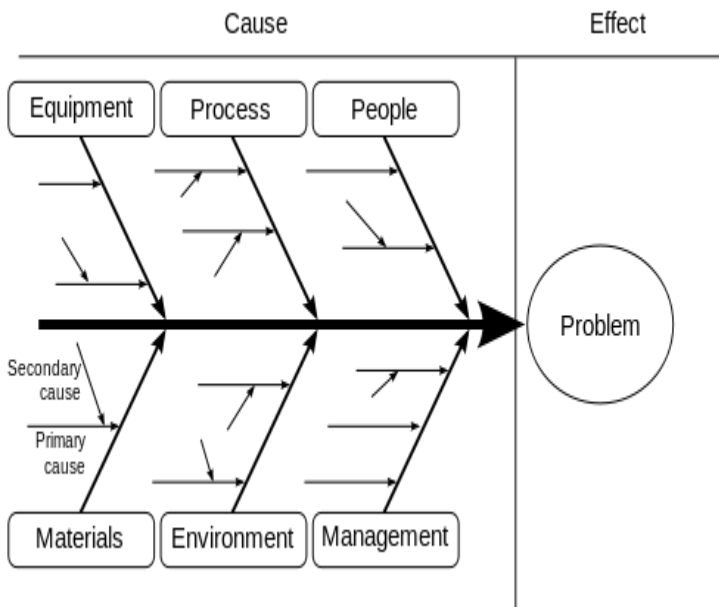 Cause
Effect
Equipment
Process
People
Problem
Secondary
cause
Primary
cause
Materials
Environment
Management